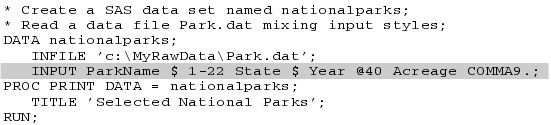 * Create a SAS data set named nationalparks;
* Read a data file Park.dat mixing input styles;
DATA nationalparks;
INFILE 'c:\MyRawData\Park.dat';
INPUT ParkName $ 1-22 State $ Year @40 Acreage COMMA9.;
PROC PRINT DATA = nationalparks;
TITLE 'Selected National Parks';
RUN;